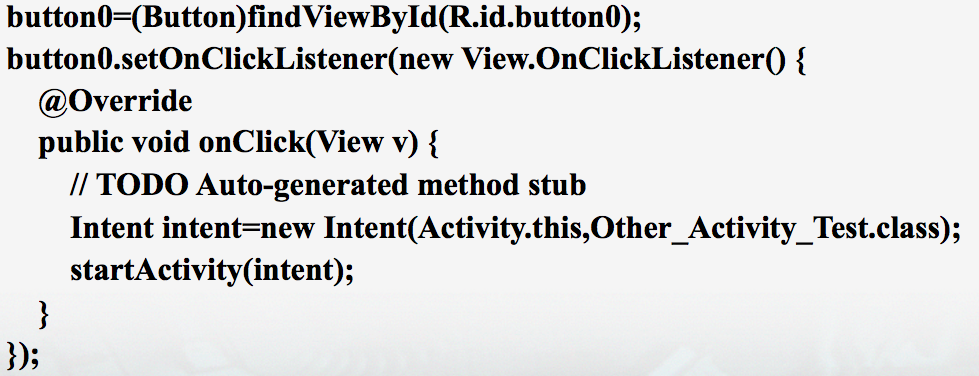 button0=(Button)findViewById(R.id.button0);
button0.setOnClickListener(new View.OnClickListener() {
@Override
public void onClick(View v) {
// TODO Auto-generated method stub
Intent intent=new Intent(Activity.this,Other_Activity_Test.class);
startActivity(intent);
}
});